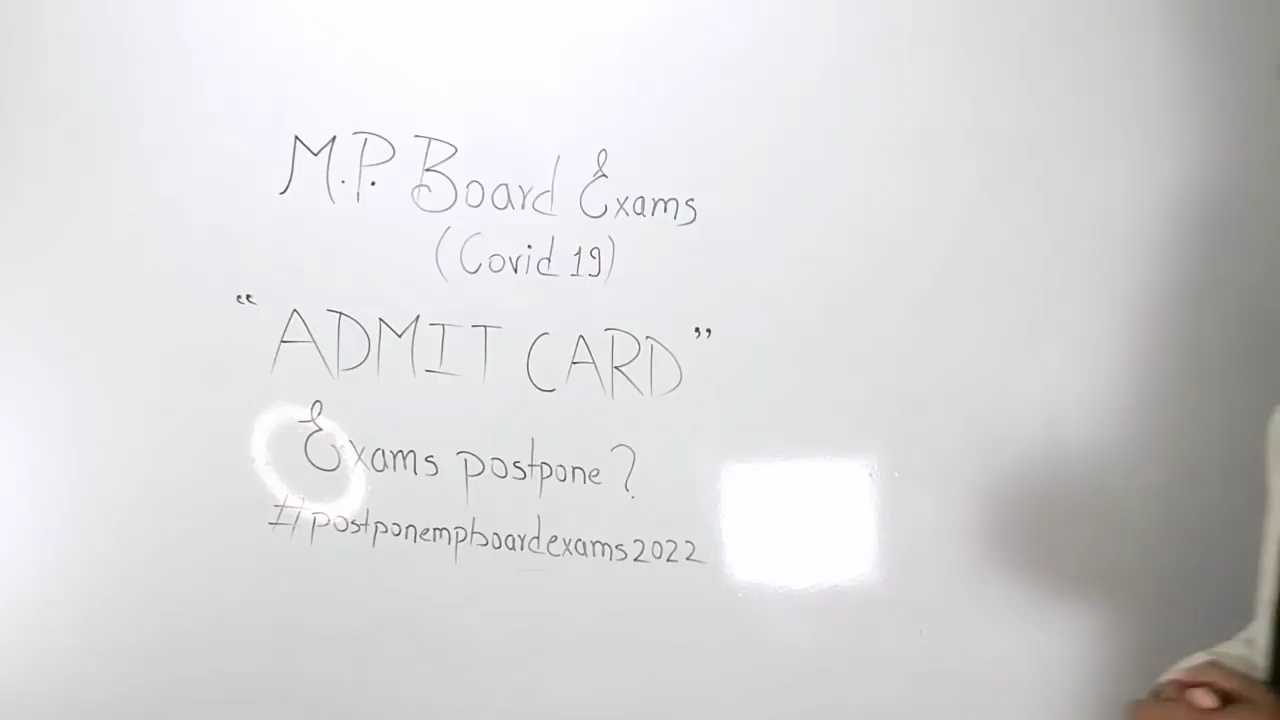 M.P. Board Exams
(Covid 19)
“ADMIT CARD”
Exams postpone?
#postponempboardexams2022